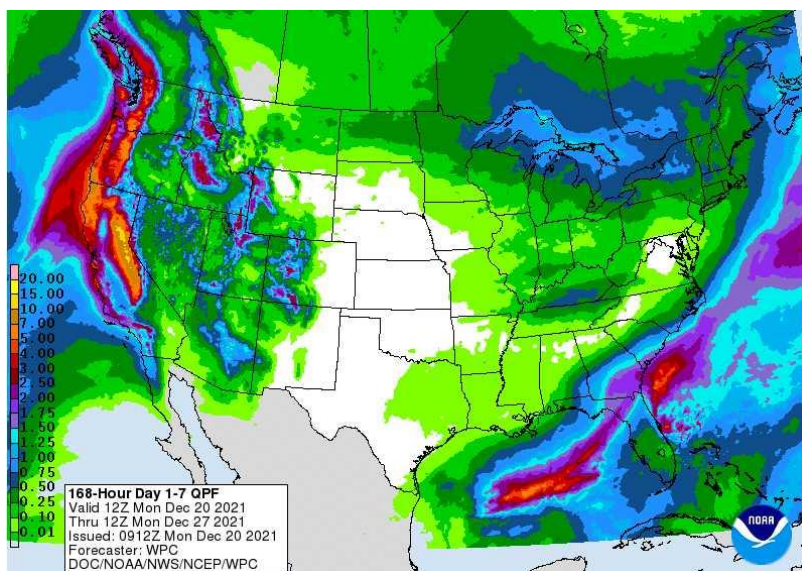 20.00
15.00
10.00
7.00
5.00
4.00
3.00
2.50
2.00
1.75
1.50
1.25
1.00
0.75
0.50
0.25
0.10
0.01
168-Hour Day 1-7 QPF
Valid 12Z Mon Dec 20 2021
Thru 12Z Mon Dec 27 2021
Issued: 0912Z Mon Dec 20 2021
Forecaster: WPC
DOC/NOAA/NWS/NCEP/WPC
NOAA